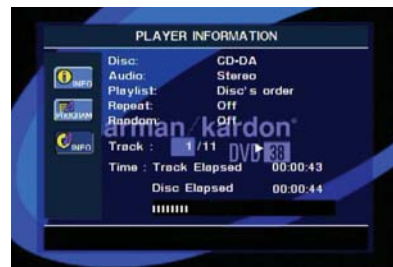 PLAYER INFORMATION
Disc: CD-DA
Audio: Stereo
Playlist: Disc's order
Repeat: Off
Random: Off
Track : 1 /11
Time : Track Elapsed 00:00:43
Disc Elapsed 00:00:44
INFO
PROGRAM
INFO
arman/kardon
DVD 38